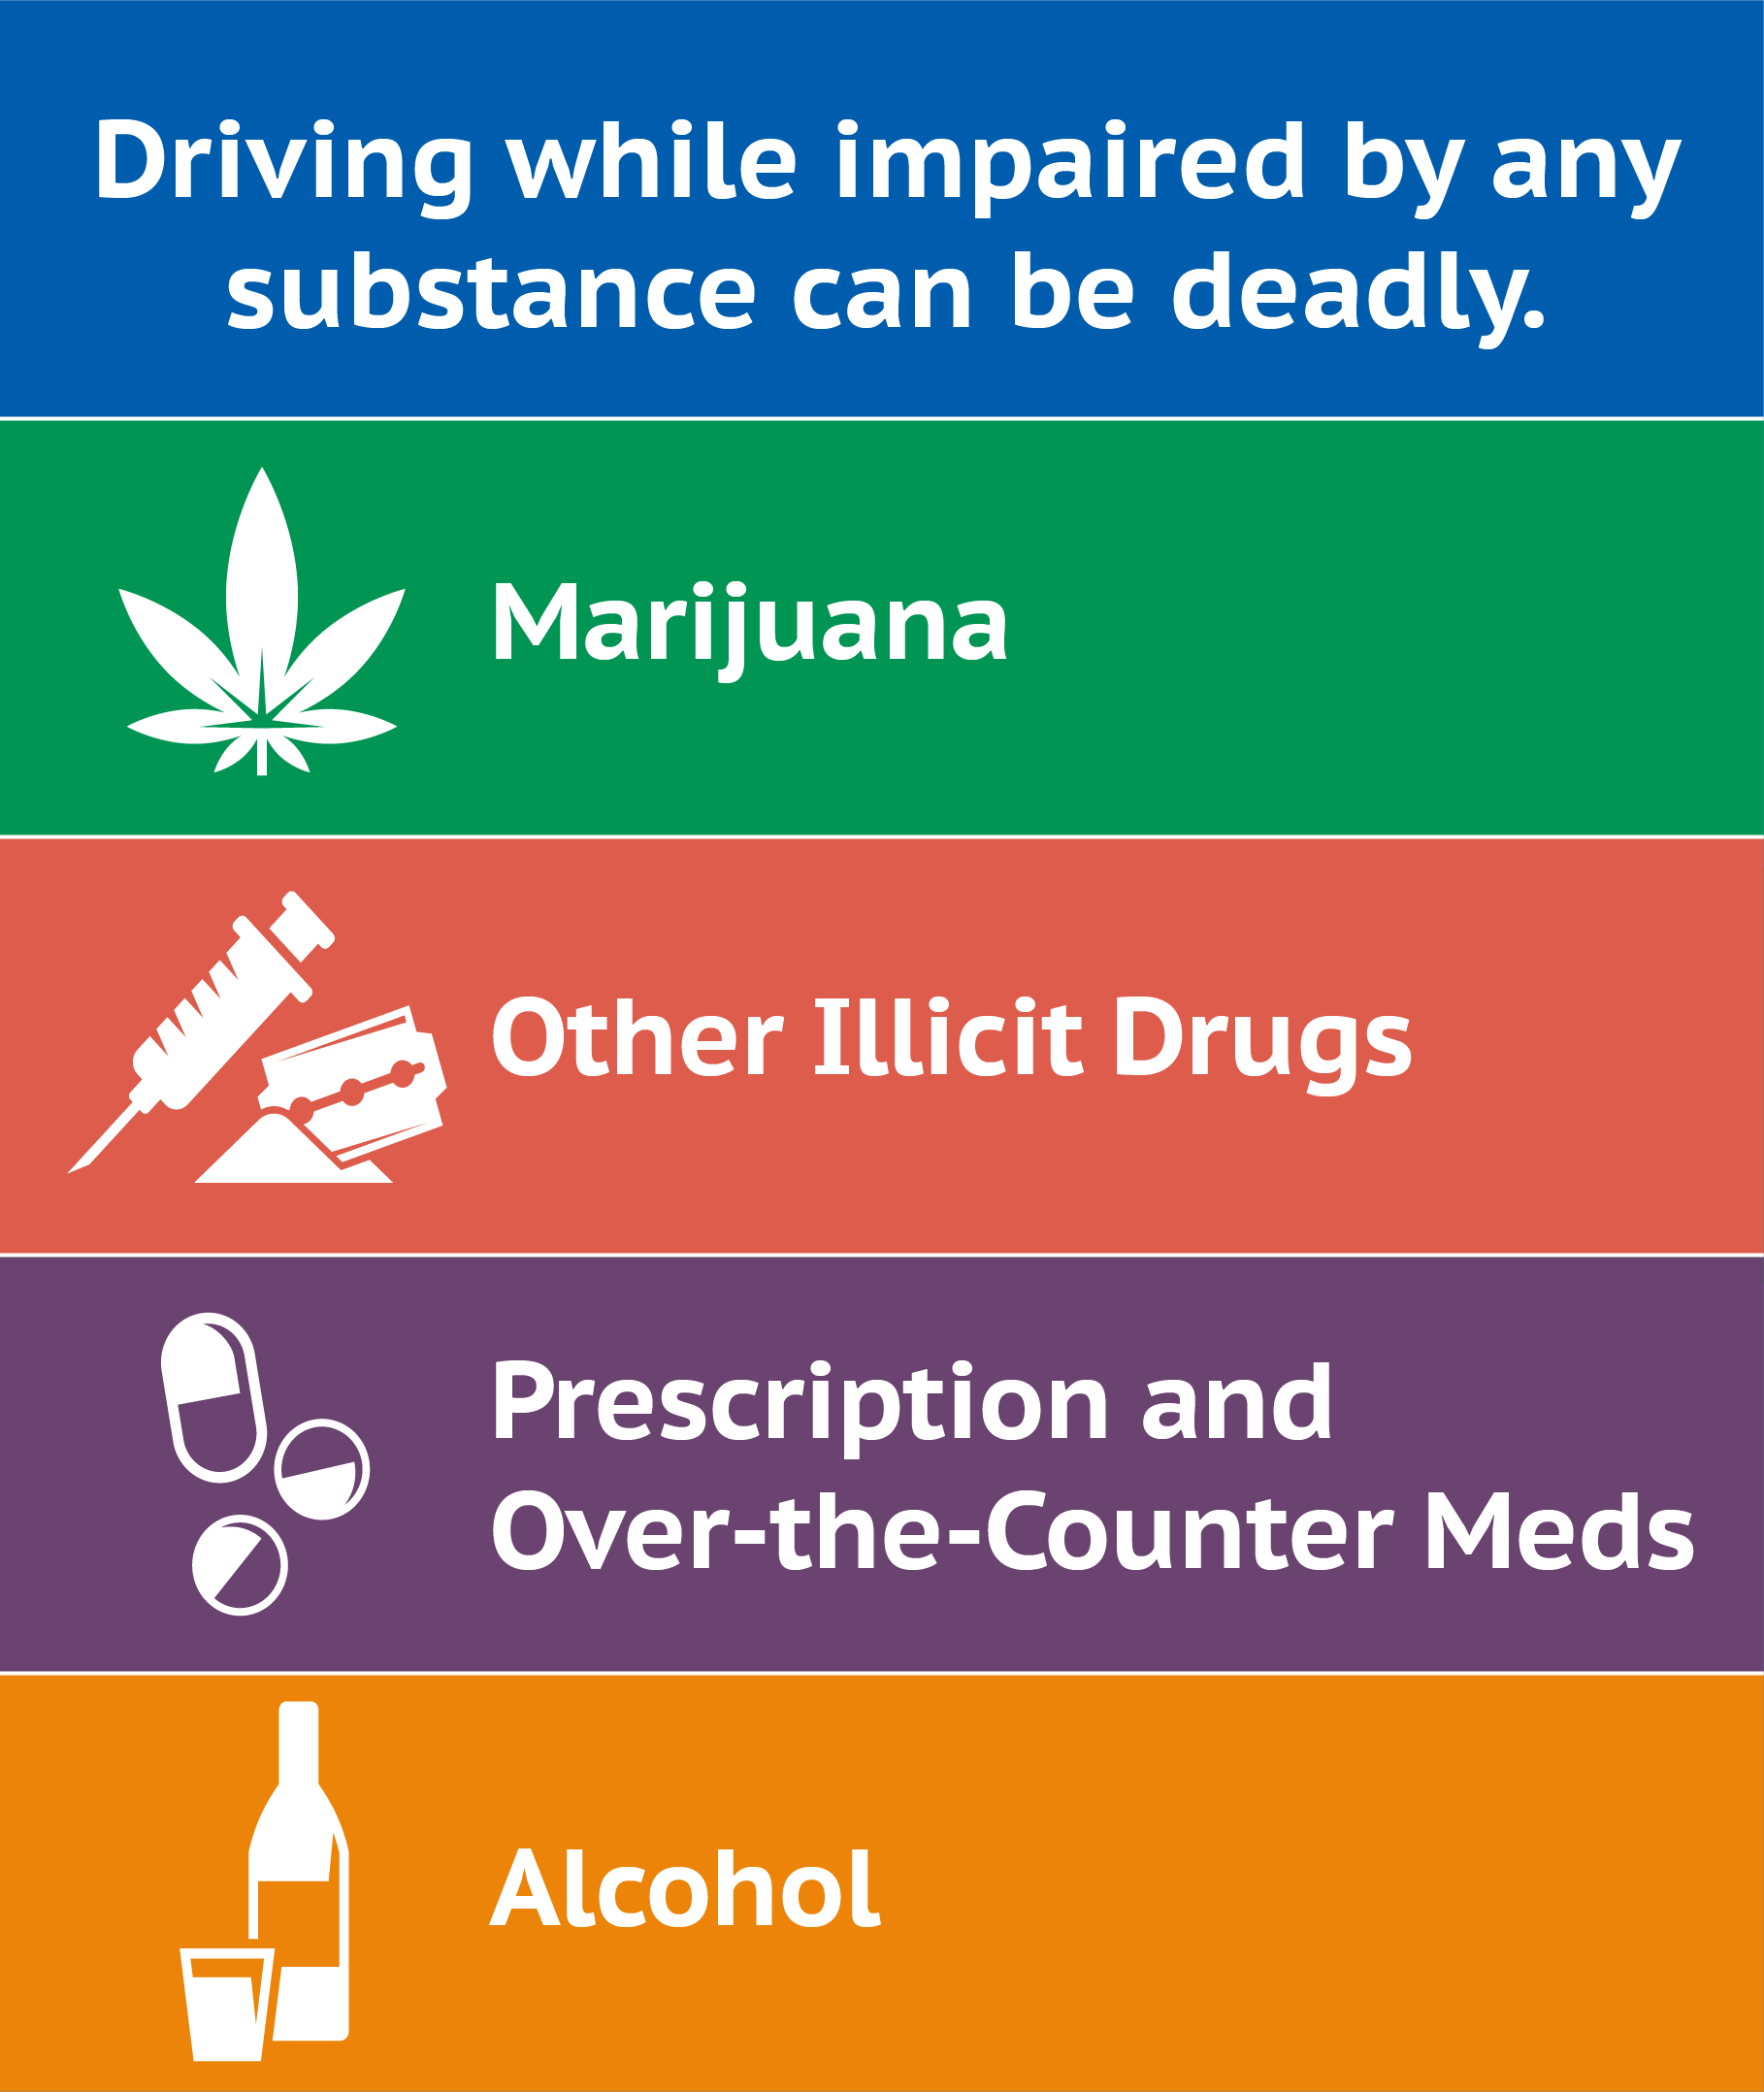 Driving while impaired by any
substance can be deadly.
Marijuana
Other Illicit Drugs
Prescription and
Over-the-Counter Meds
Alcohol